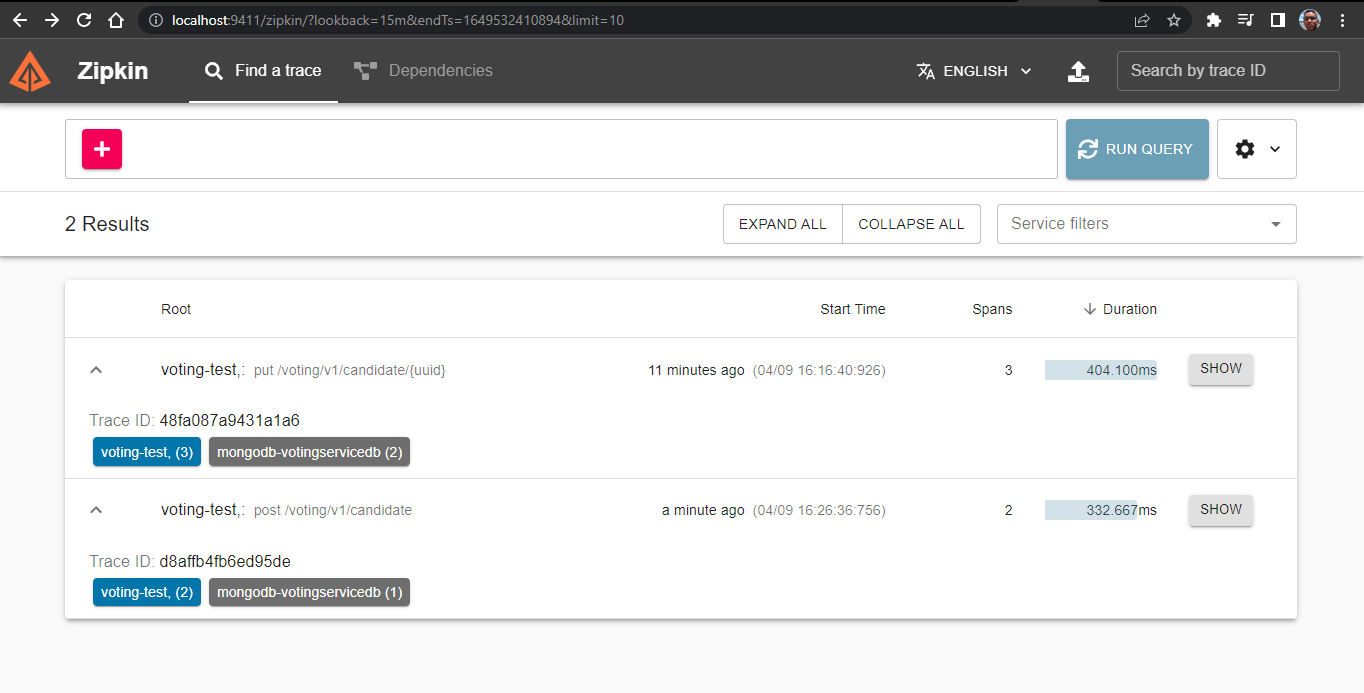 localhost:9411/zipkin/?lookback=15m&endTs=1649532410894&limit=10
Zipkin Find a trace Dependencies ENGLISH Search by trace ID
+ RUN QUERY
2 Results EXPAND ALL COLLAPSE ALL Service filters
Root Start Time Spans Duration
voting-test,: put /voting/v1/candidate/{uuid} 11 minutes ago (04/09 16:16:40:926) 3 404.100ms SHOW
Trace ID: 48fa087a9431a1a6
voting-test, (3) mongodb-votingservicedb (2)
voting-test,: post /voting/v1/candidate a minute ago (04/09 16:26:36:756) 2 332.667ms SHOW
Trace ID: d8affb4fb6ed95de
voting-test, (2) mongodb-votingservicedb (1)